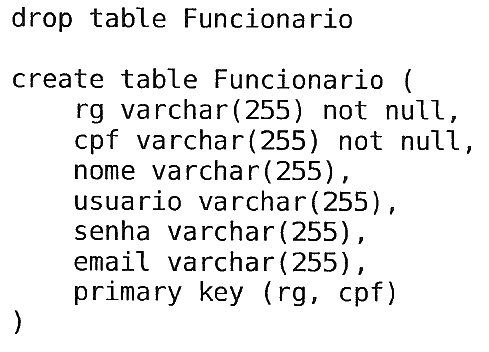 drop table Funcionario
create table Funcionario (
rg varchar(255) not null,
cpf varchar(255) not null,
nome varchar(255),
usuario varchar(255),
senha varchar(255),
email varchar(255),
primary key (rg, cpf)
)